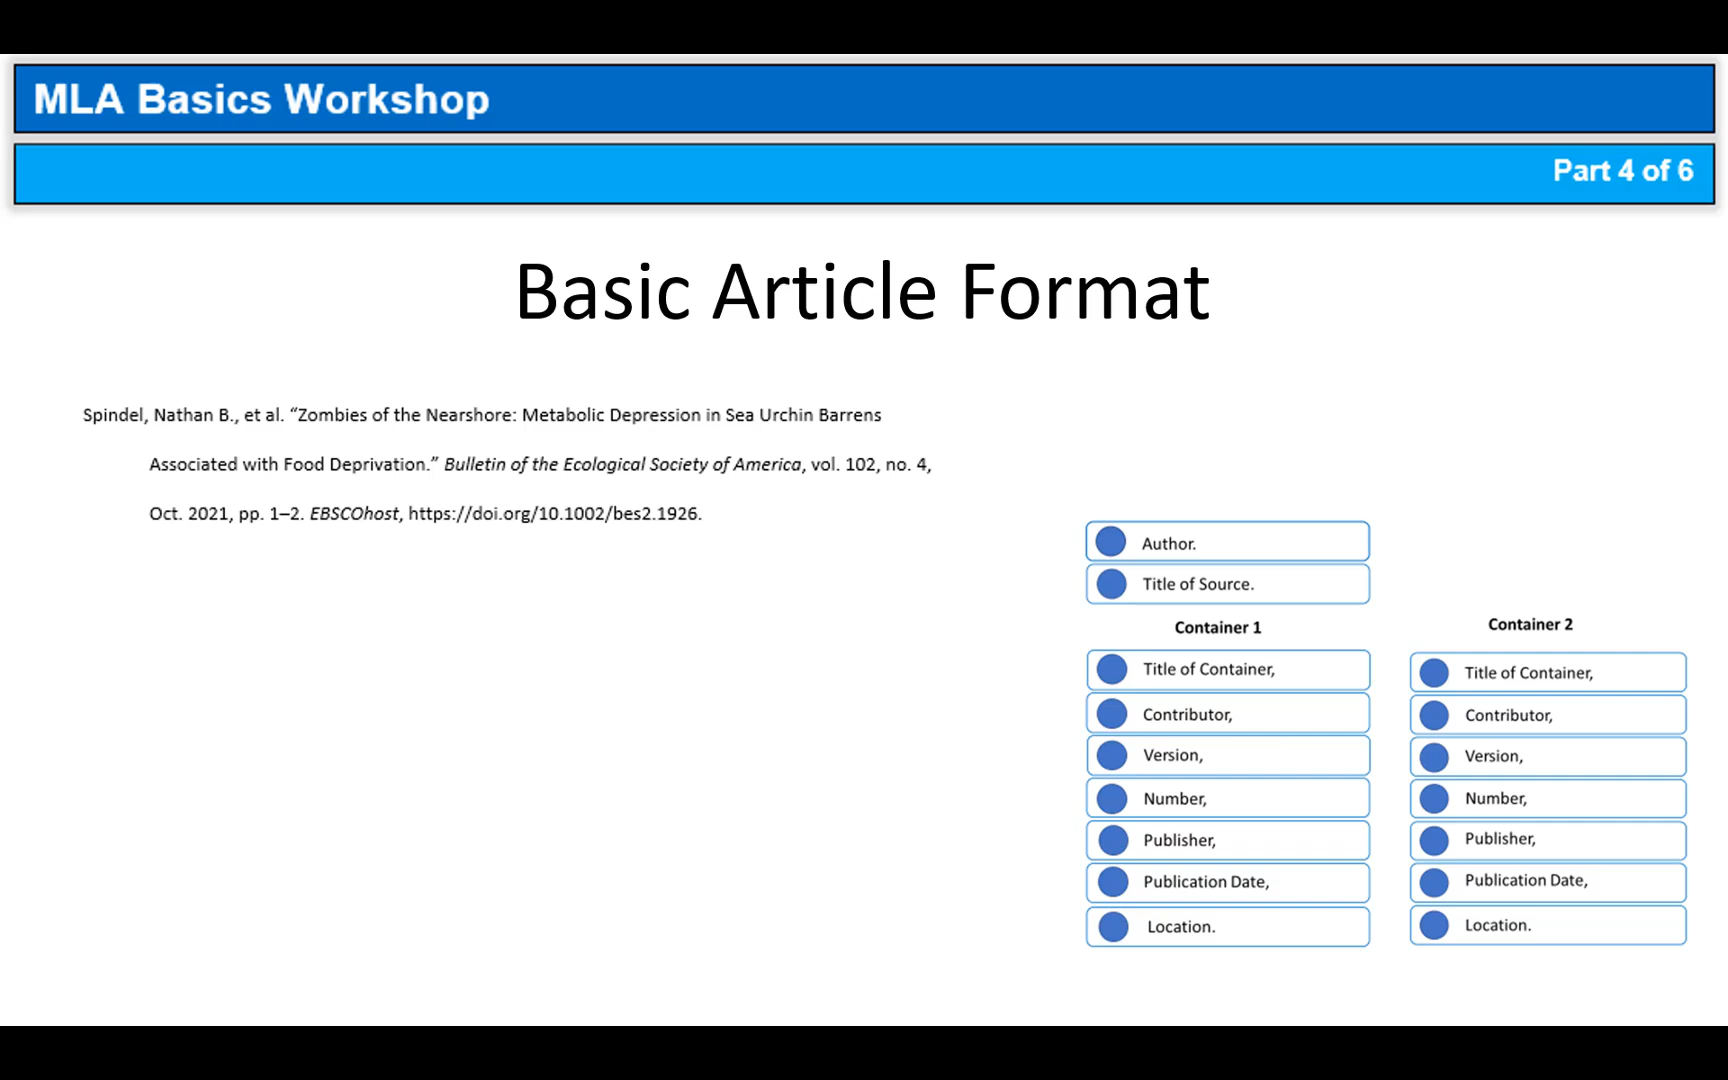 MLA Basics Workshop
Part 4 of 6
Basic Article Format
Spindel, Nathan B., et al. “Zombies of the Nearshore: Metabolic Depression in Sea Urchin Barrens
Associated with Food Deprivation.” Bulletin of the Ecological Society of America, vol. 102, no. 4,
Oct. 2021, pp. 1–2. EBSCOhost, https://doi.org/10.1002/bes2.1926.
Author.
Title of Source.
Container 1
Title of Container,
Contributor,
Version,
Number,
Publisher,
Publication Date,
Location.
Container 2
Title of Container,
Contributor,
Version,
Number,
Publisher,
Publication Date,
Location.